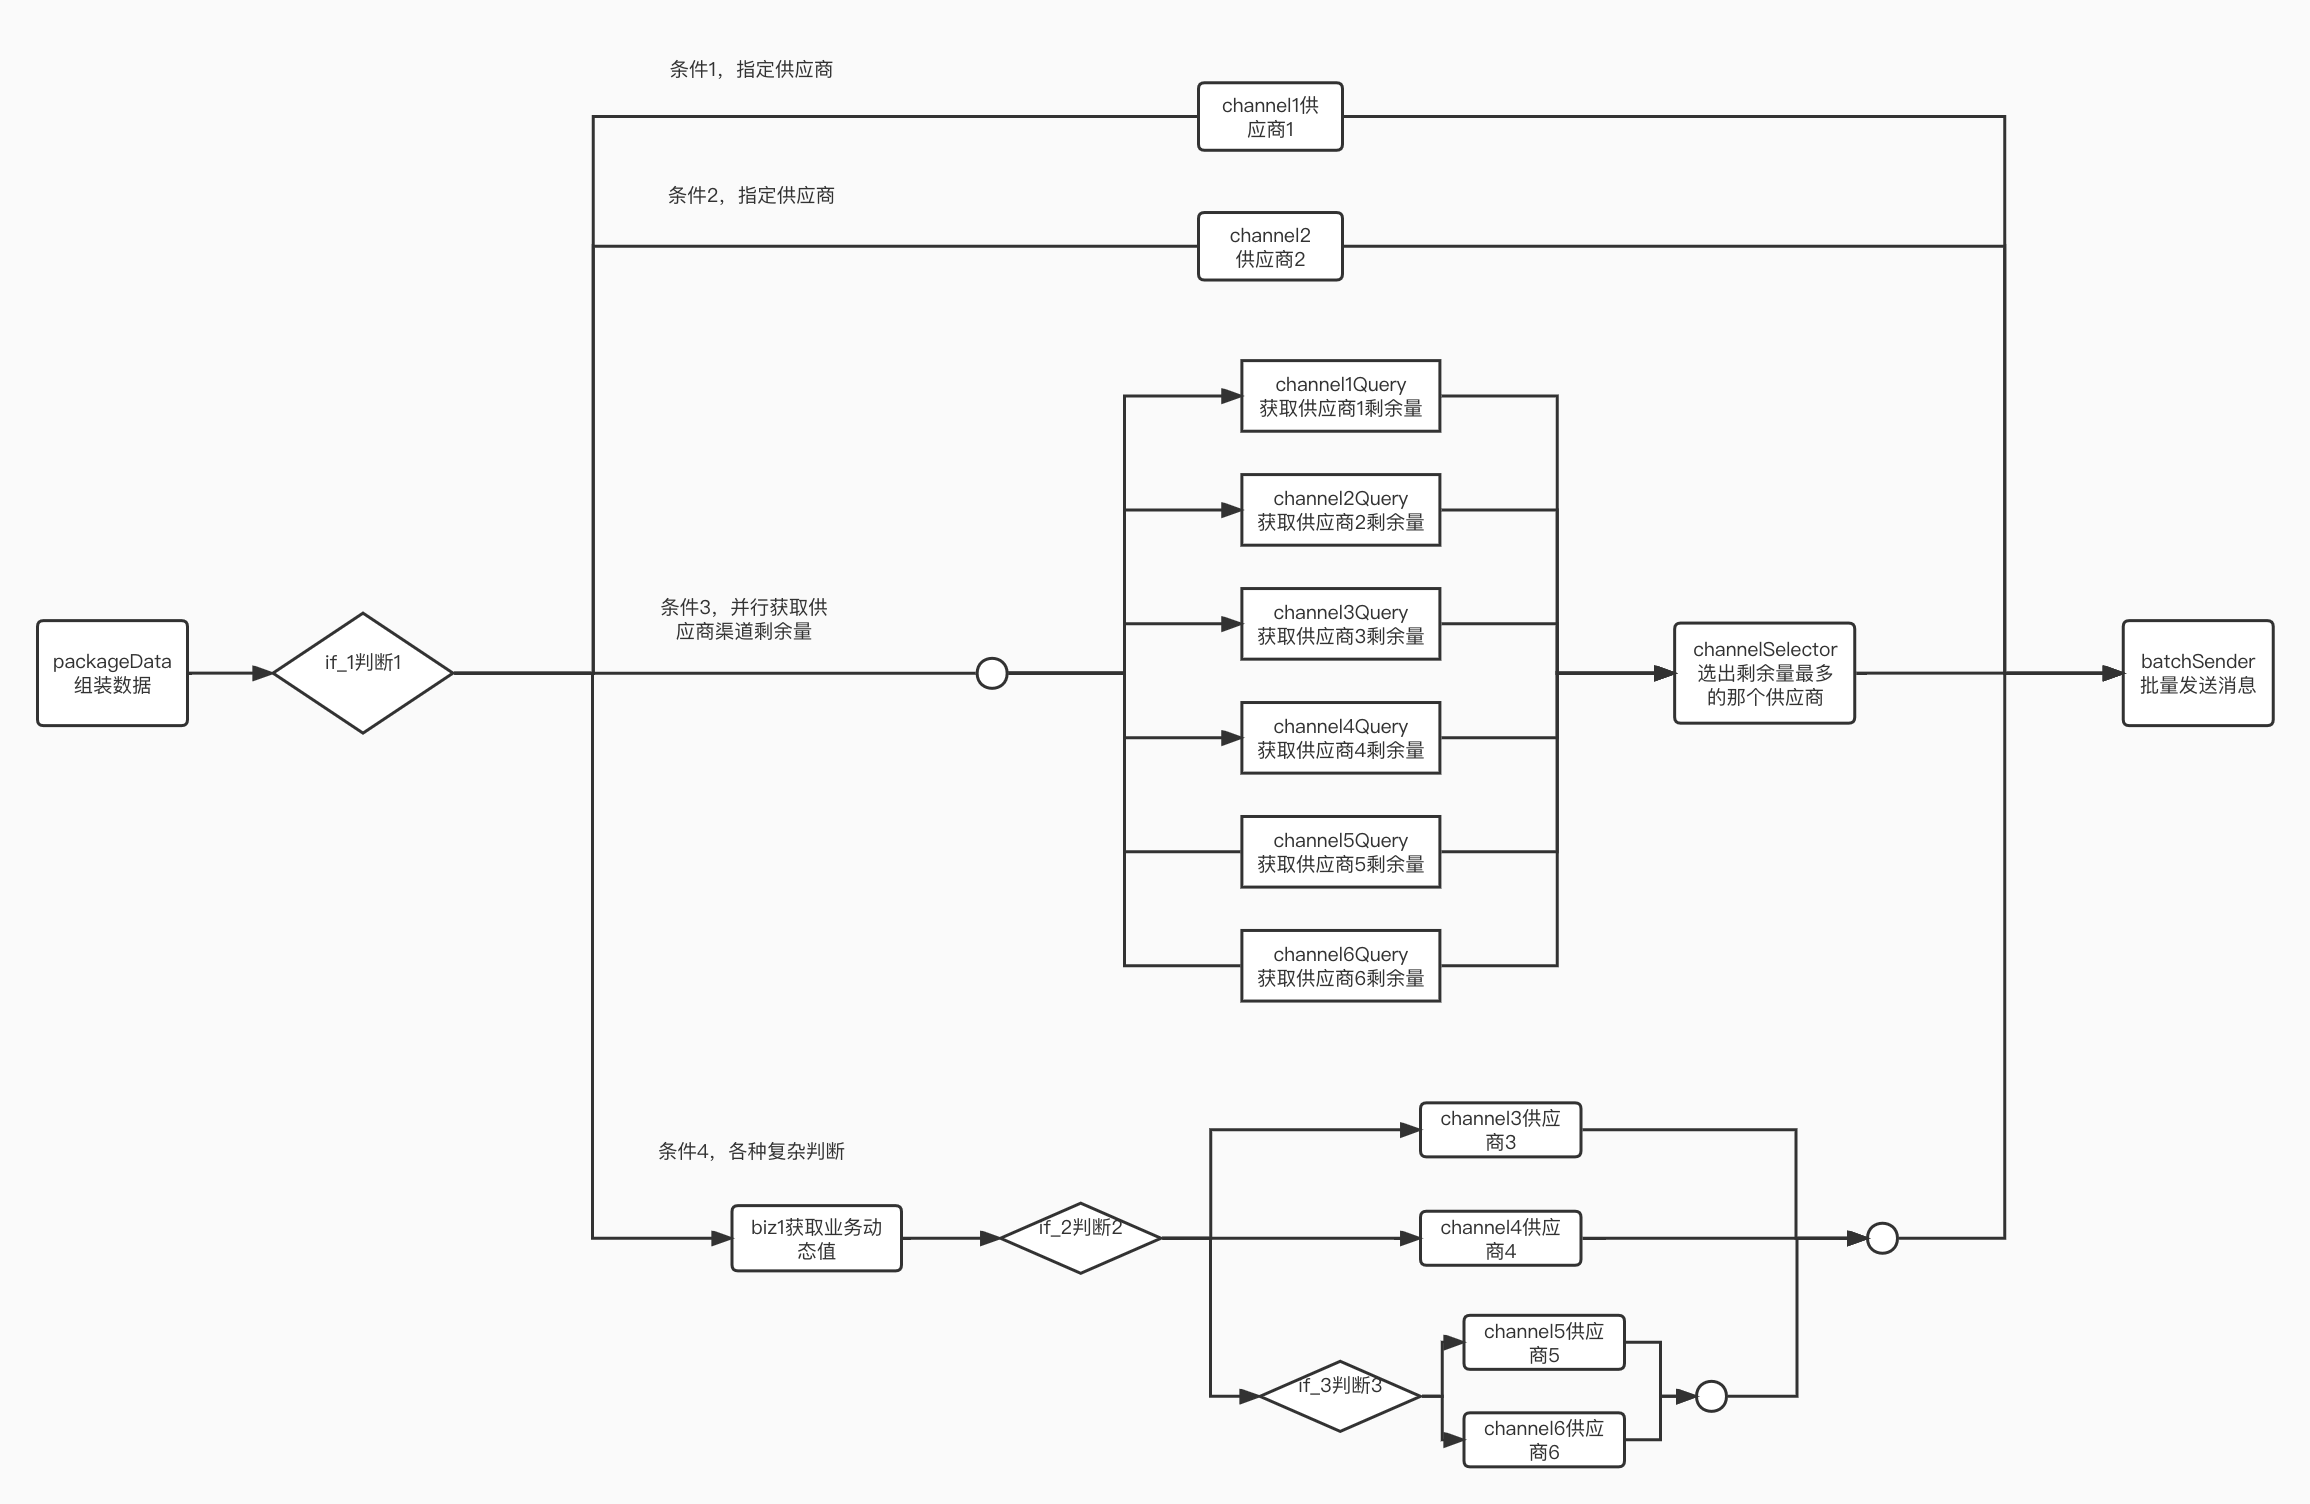 条件1，指定供应商
channel1供
应商1
条件2，指定供应商
channel2
供应商2
channel1Query
获取供应商1剩余量
channel2Query
获取供应商2剩余量
条件3，并行获取供
应商渠道剩余量
channel3Query
获取供应商3剩余量
packageData
组装数据
if_1判断1
channelSelector
选出剩余量最多
的那个供应商
batchSender
批量发送消息
channel4Query
获取供应商4剩余量
channel5Query
获取供应商5剩余量
channel6Query
获取供应商6剩余量
条件4，各种复杂判断
channel3供应
商3
biz1获取业务动
态值
if_2判断2
channel4供应
商4
channel5供应
商5
if_3判断3
channel6供应
商6